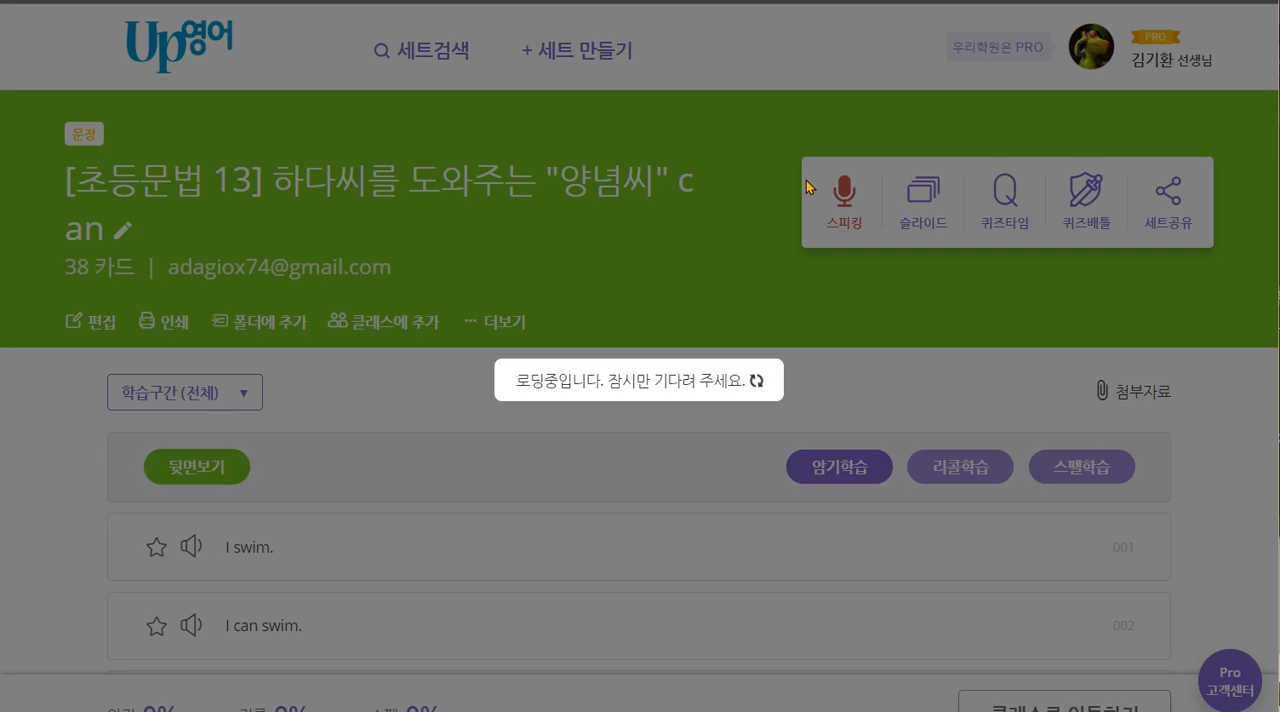 Up영어
세트검색
+ 세트 만들기
우리학원은 PRO
PRO
김기환 선생님
문장
[초등문법 13] 하다씨를 도와주는 "양념씨" c
an
38 카드 | adagiox74@gmail.com
스피킹
슬라이드
퀴즈타임
퀴즈배틀
세트공유
편집
인쇄
폴더에 추가
클래스에 추가
··· 더보기
로딩중입니다. 잠시만 기다려 주세요.
학습구간 (전체) ▼
첨부자료
뒷면보기
암기학습
리콜학습
스펠학습
I swim.
001
I can swim.
002
Pro
고객센터
0%
0%
0%